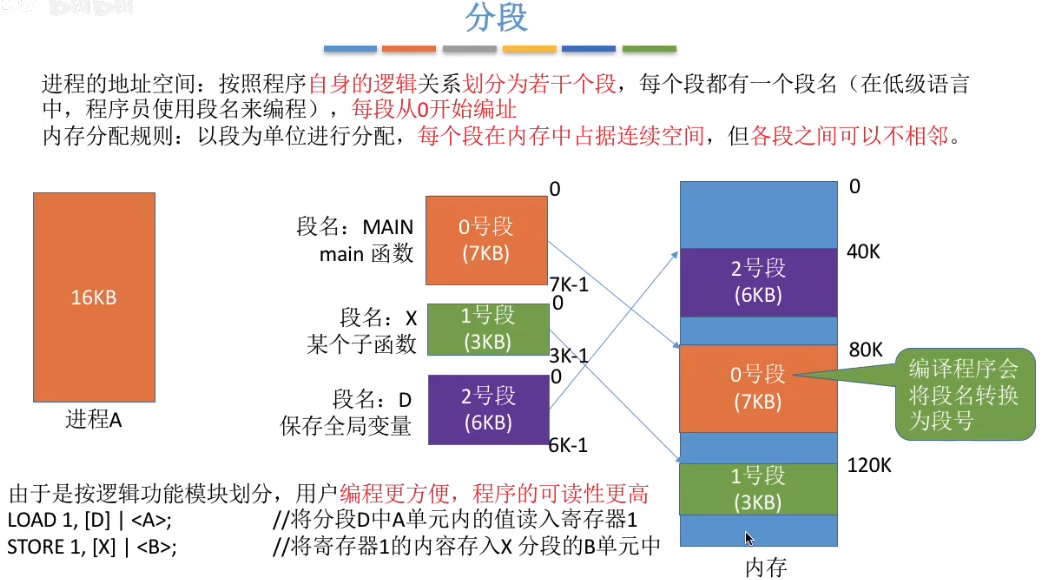 分段
进程的地址空间：按照程序自身的逻辑关系划分为若干个段，每个段都有一个段名（在低级语言
中，程序员使用段名来编程），每段从0开始编址
内存分配规则：以段为单位进行分配，每个段在内存中占据连续空间，但各段之间可以不相邻。
16KB
进程A
段名：MAIN
main 函数
0号段
(7KB)
0
7K-1
段名：X
某个子函数
1号段
(3KB)
0
3K-1
段名：D
保存全局变量
2号段
(6KB)
0
6K-1
0
40K
2号段
(6KB)
80K
0号段
(7KB)
120K
1号段
(3KB)
内存
编译程序会
将段名转换
为段号
由于是按逻辑功能模块划分，用户编程更方便，程序的可读性更高
LOAD 1, [D] | <A>; //将分段D中A单元内的值读入寄存器1
STORE 1, [X] | <B>; //将寄存器1的内容存入X 分段的B单元中